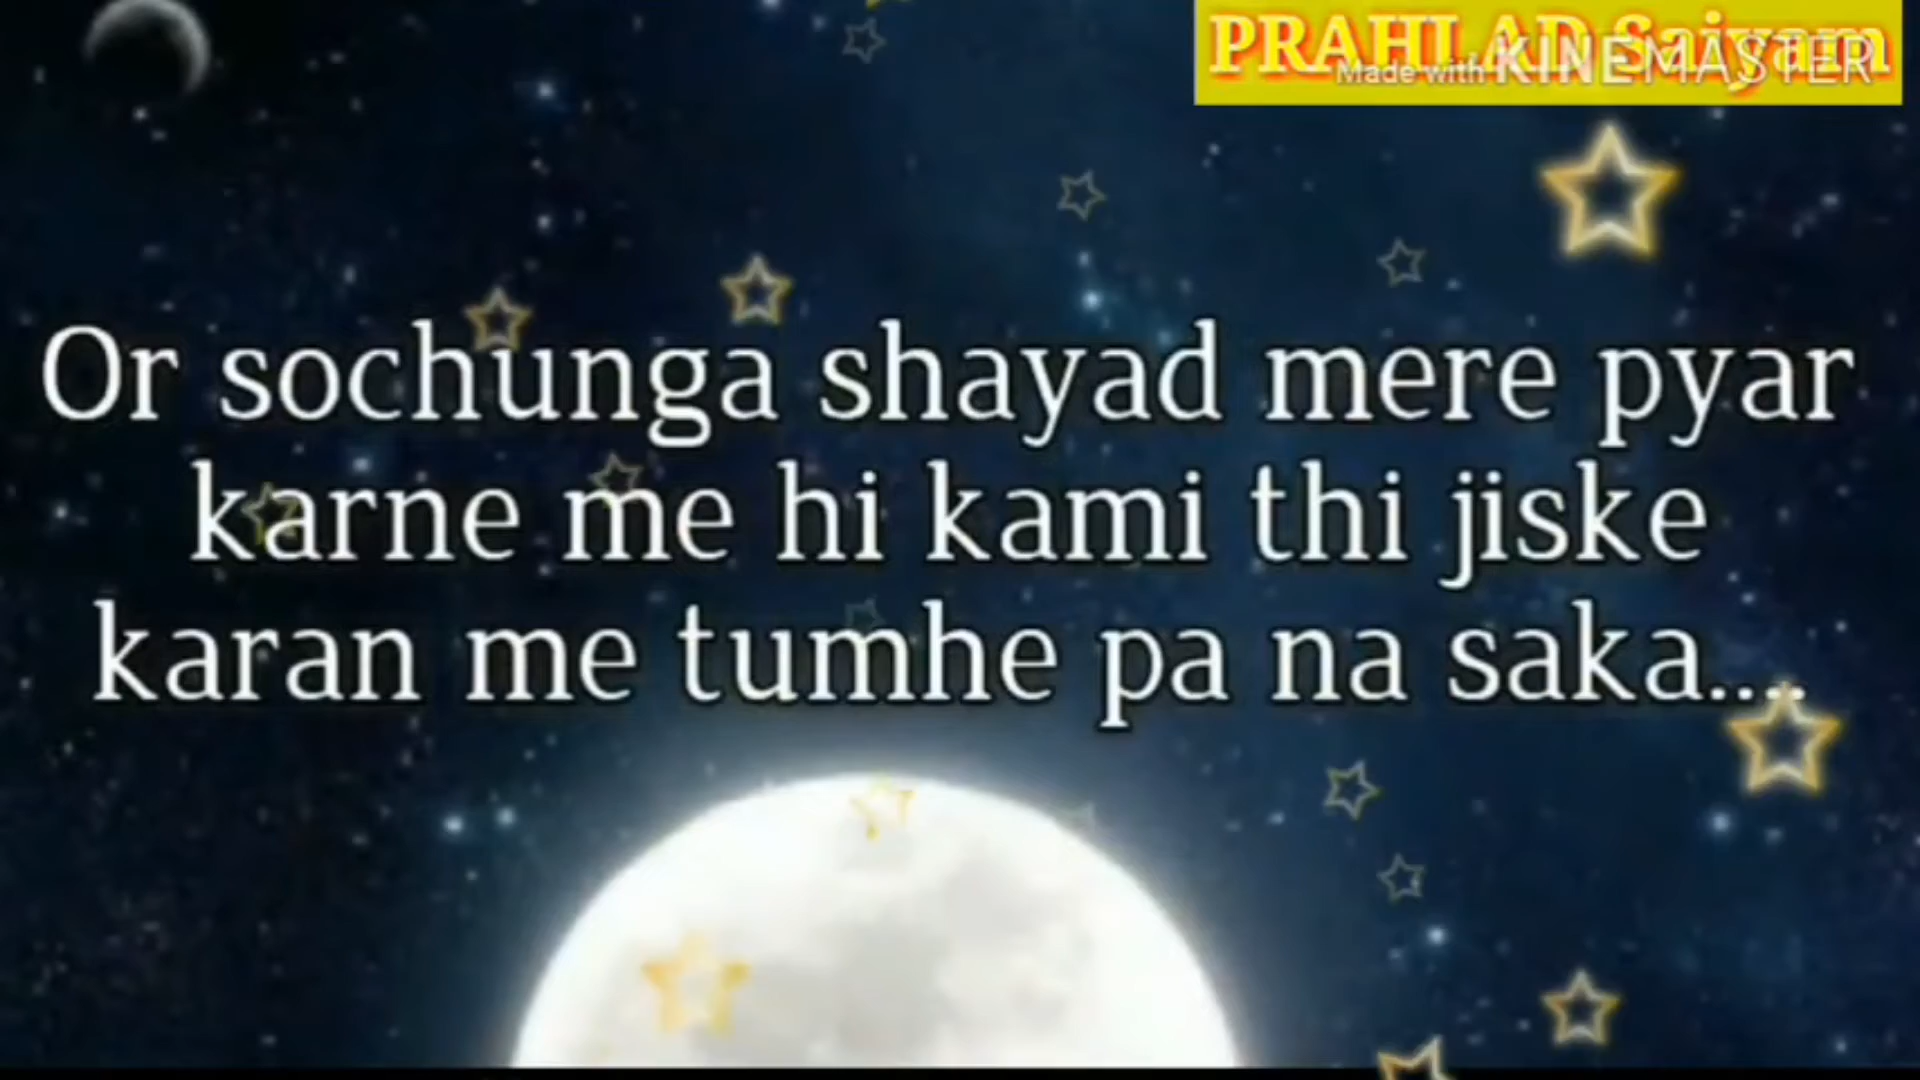 PRAHLAD Saiyam
Made with KINEMASTER
Or sochunga shayad mere pyar
karne me hi kami thi jiske
karan me tumhe pa na saka....